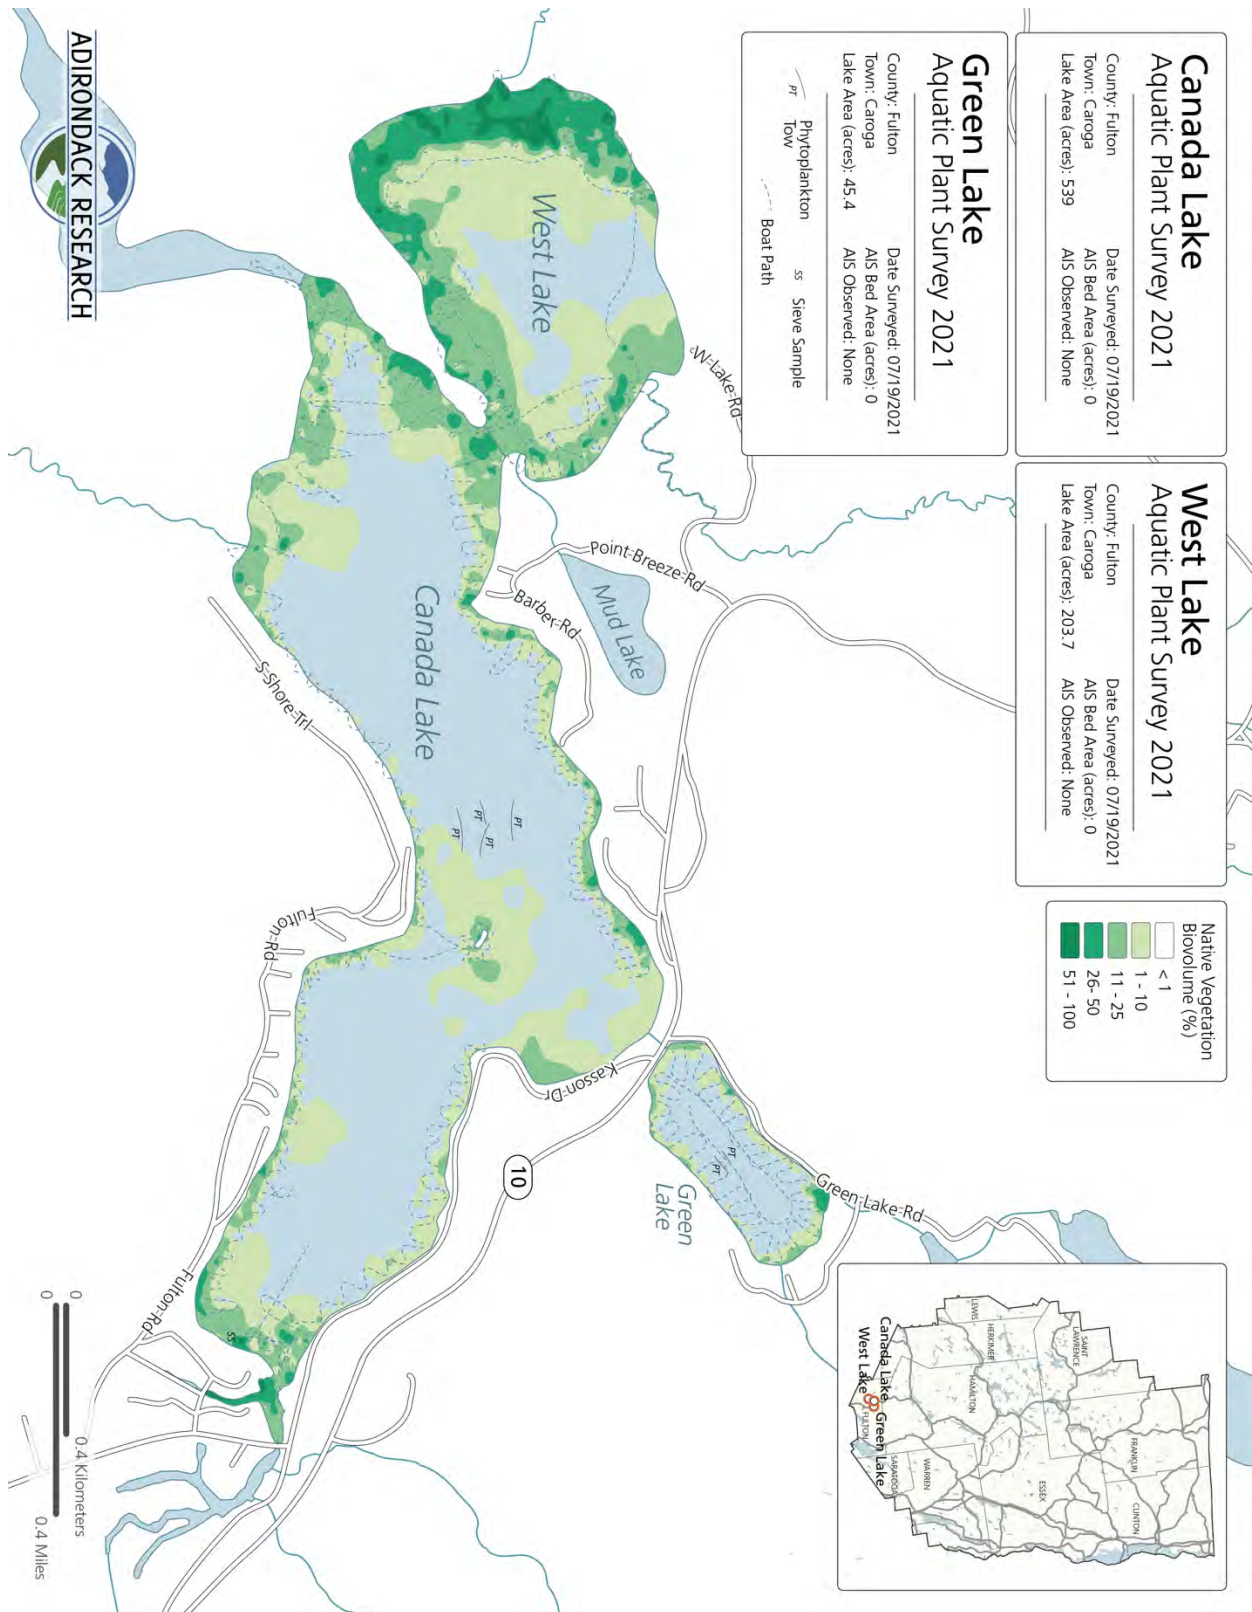 Canada Lake
Aquatic Plant Survey 2021
County: Fulton
Town: Caroga
Lake Area (acres): 539
Date Surveyed: 07/19/2021
AIS Bed Area (acres): 0
AIS Observed: None
West Lake
Aquatic Plant Survey 2021
County: Fulton
Town: Caroga
Lake Area (acres): 203.7
Date Surveyed: 07/19/2021
AIS Bed Area (acres): 0
AIS Observed: None
Green Lake
Aquatic Plant Survey 2021
County: Fulton
Town: Caroga
Lake Area (acres): 45.4
Date Surveyed: 07/19/2021
AIS Bed Area (acres): 0
AIS Observed: None
PT
Phytoplankton
Tow
SS
Sieve Sample
Boat Path
Native Vegetation
Biovolume (%)
< 1
1 - 10
11 - 25
26- 50
51 - 100
SAINT
LAWRENCE
FRANKLIN
CLINTON
LEWIS
HERKIMER
HAMILTON
ESSEX
WARREN
FULTON
SARATOGA
Canada Lake
West Lake
Green Lake
W-Lake-Rd
Point-Breeze-Rd
Barber-Rd
Mud Lake
West Lake
Canada Lake
S-Shore-Trl
Fulton-Rd
Kasson-Dr
Green-Lake-Rd
Green
Lake
10
PT
PT
PT
PT
PT
PT
Fulton-Rd
SS
ADIRONDACK RESEARCH
0
0.4 Kilometers
0
0.4 Miles